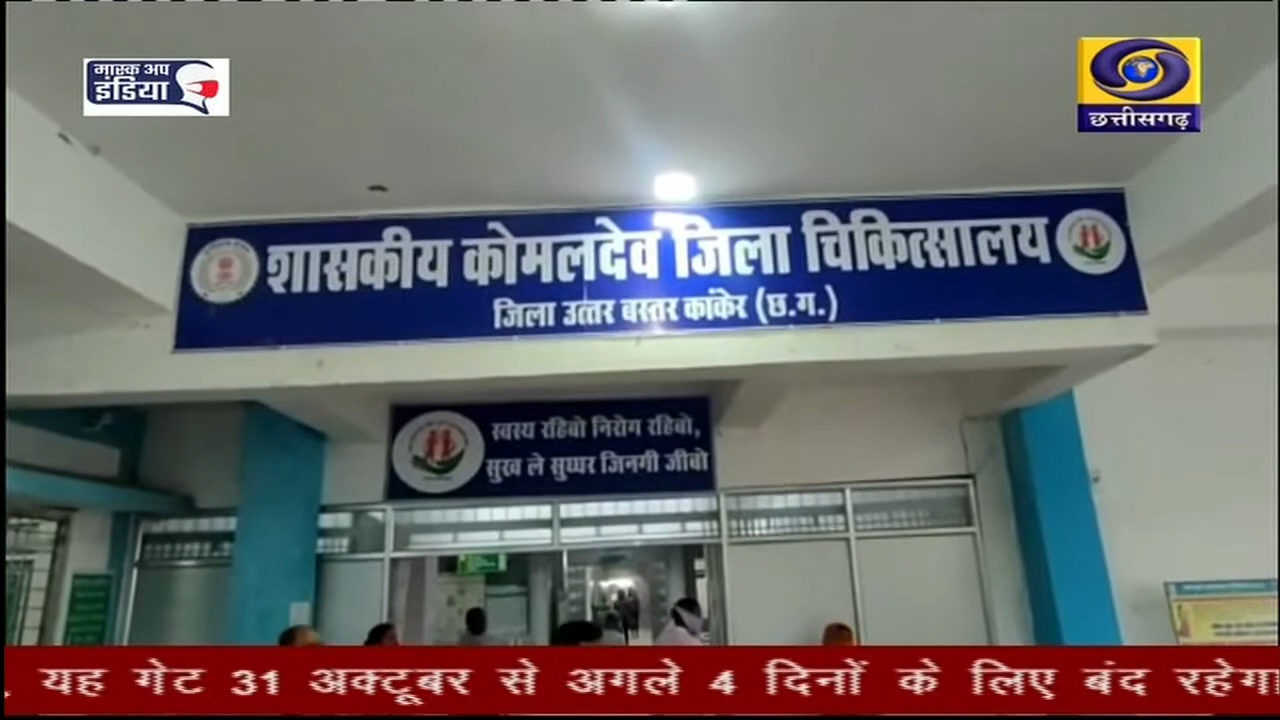 मास्क अप
इंडिया
छत्तीसगढ़
शासकीय कोमलदेव जिला चिकित्सालय
जिला उत्तर बस्तर कांकेर (छ.ग.)
स्वस्थ रहिबो निरोग रहिबो,
सुख ले सुघ्घर जिनगी जीबो
यह गेट 31 अक्टूबर से अगले 4 दिनों के लिए बंद रहेगा